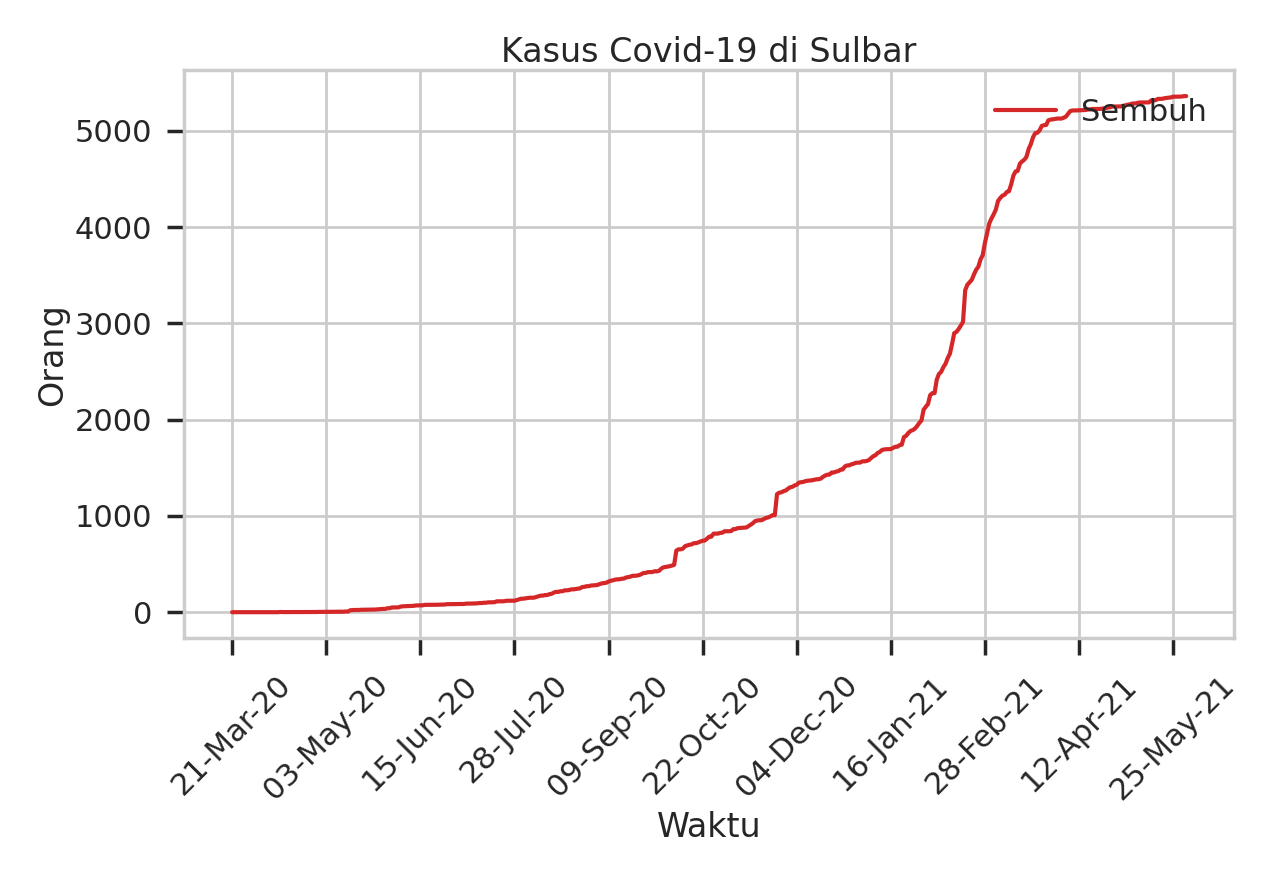 Kasus Covid-19 di Sulbar
Sembuh
Orang
5000
4000
3000
2000
1000
0
21-Mar-20
03-May-20
15-Jun-20
28-Jul-20
09-Sep-20
22-Oct-20
04-Dec-20
16-Jan-21
28-Feb-21
12-Apr-21
25-May-21
Waktu